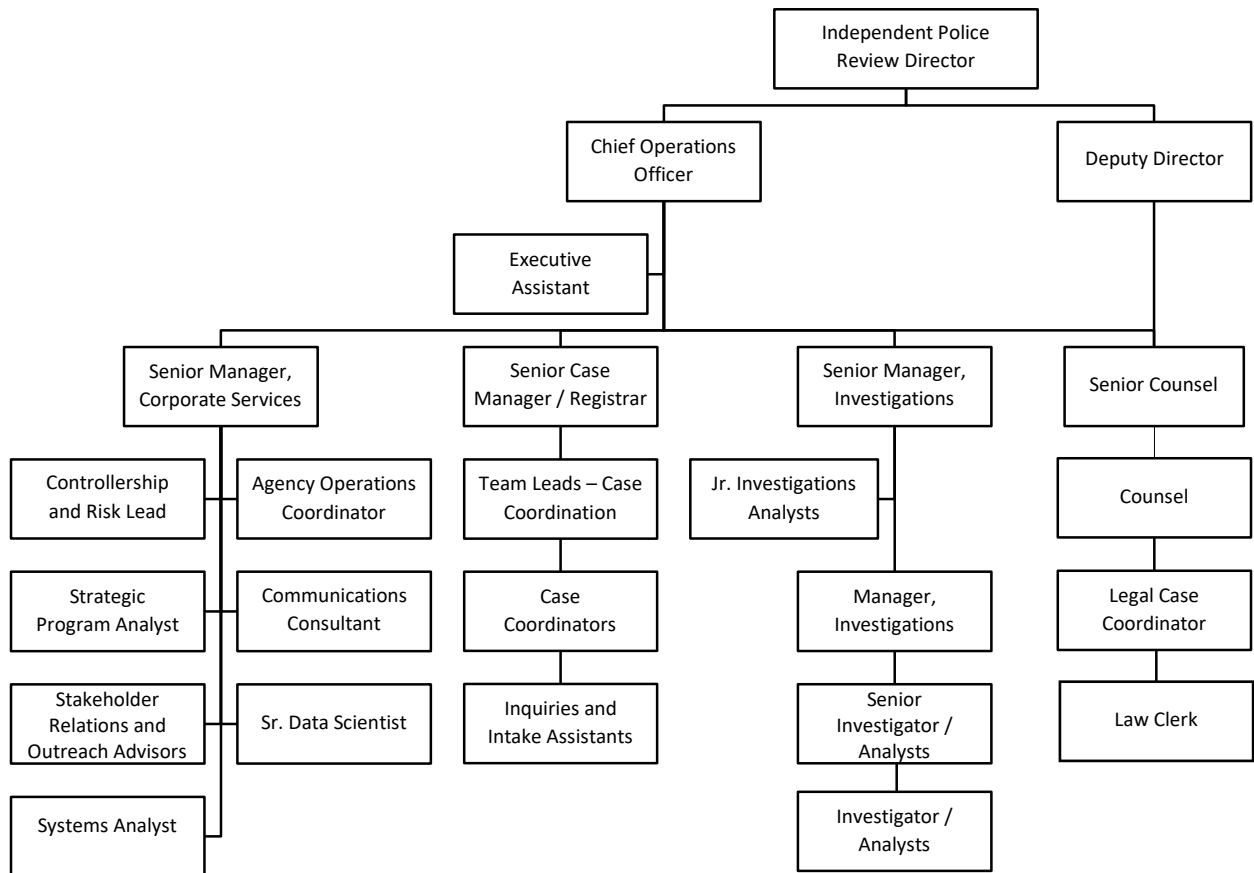 Independent Police
Review Director
Chief Operations
Officer
Deputy Director
Executive
Assistant
Senior Manager,
Corporate Services
Senior Case
Manager / Registrar
Senior Manager,
Investigations
Senior Counsel
Controllership
and Risk Lead
Agency Operations
Coordinator
Team Leads – Case
Coordination
Jr. Investigations
Analysts
Counsel
Strategic
Program Analyst
Communications
Consultant
Case
Coordinators
Manager,
Investigations
Legal Case
Coordinator
Stakeholder
Relations and
Outreach Advisors
Sr. Data Scientist
Inquiries and
Intake Assistants
Senior
Investigator /
Analysts
Law Clerk
Systems Analyst
Investigator /
Analysts